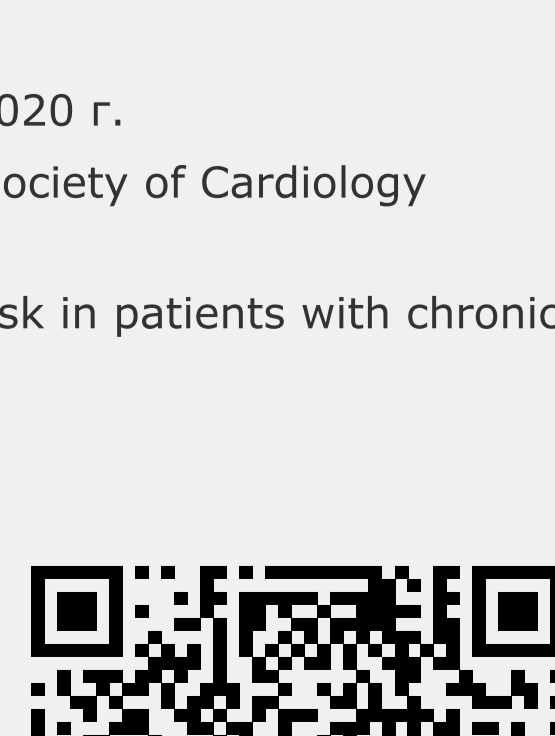 020 г.
ociety of Cardiology
sk in patients with chronic